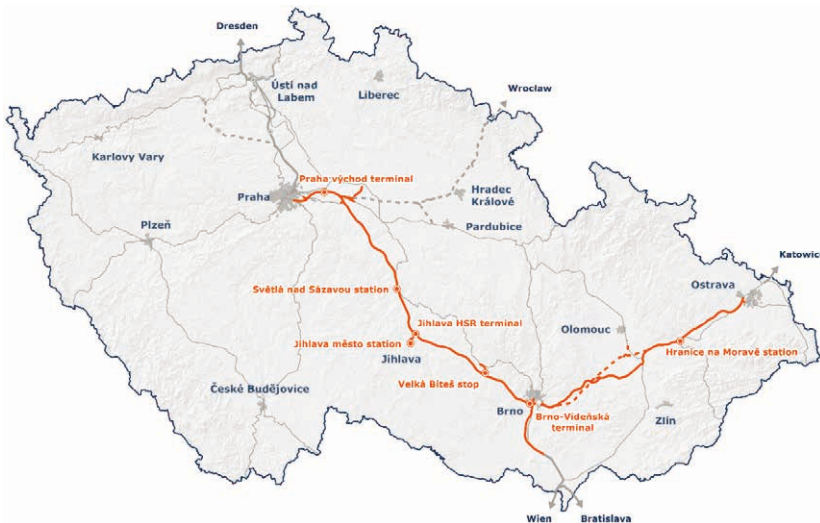 Dresden
Ústí nad
Labem
Liberec
Wrocław
Karlovy Vary
Praha východ terminal
Praha
Hradec
Králové
Plzeň
Pardubice
Katowice
Ostrava
Světlá nad Sázavou station
Jihlava HSR terminal
Olomouc
Jihlava město station
Hranice na Moravě station
Jihlava
Velká Bíteš stop
České Budějovice
Brno
Brno-Vídeňská
terminal
Zlín
Wien
Bratislava